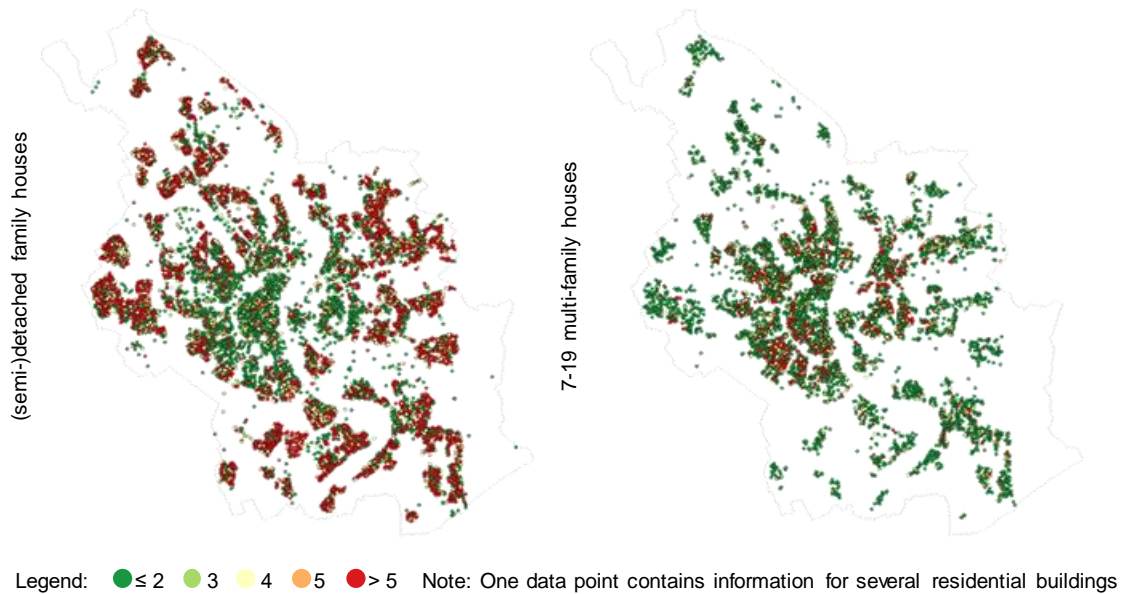 (semi-)detached family houses
7-19 multi-family houses
Legend: ≤ 2 3 4 5 > 5 Note: One data point contains information for several residential buildings